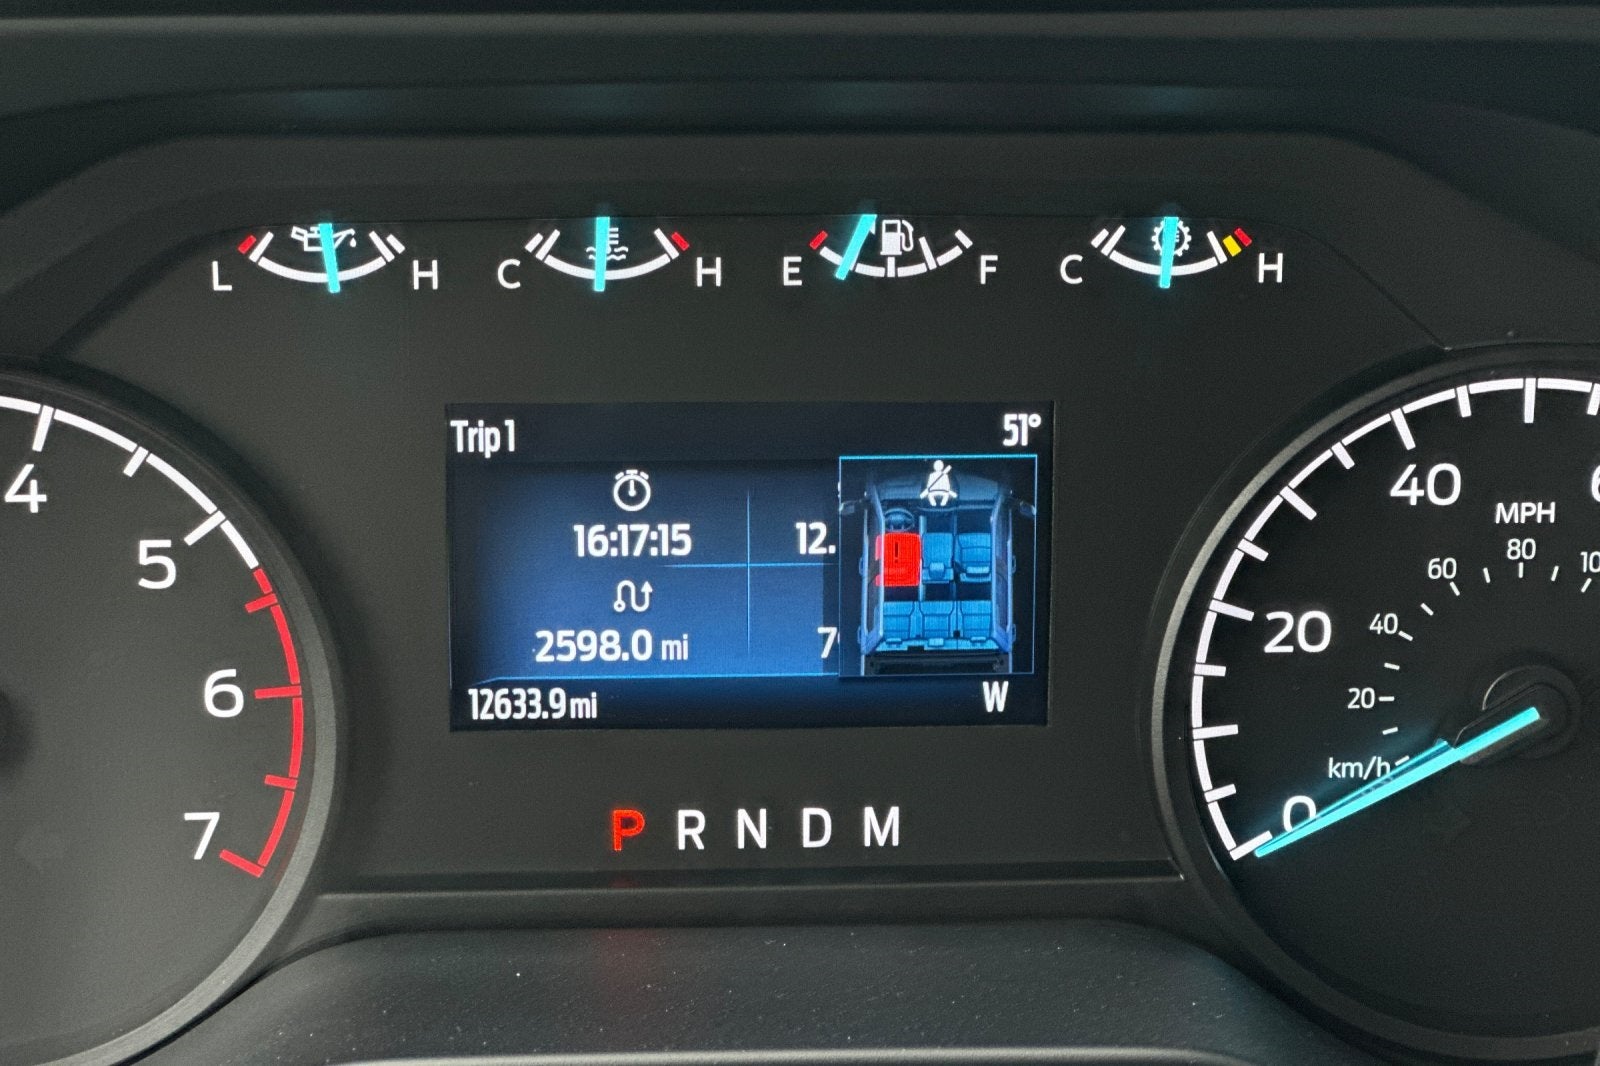 L H C H E F C H
Trip 1 51°
16:17:15 12.
2598.0 mi
12633.9 mi W
P R N D M
4
5
6
7
0 20 40
MPH
20 40 60 80
km/h